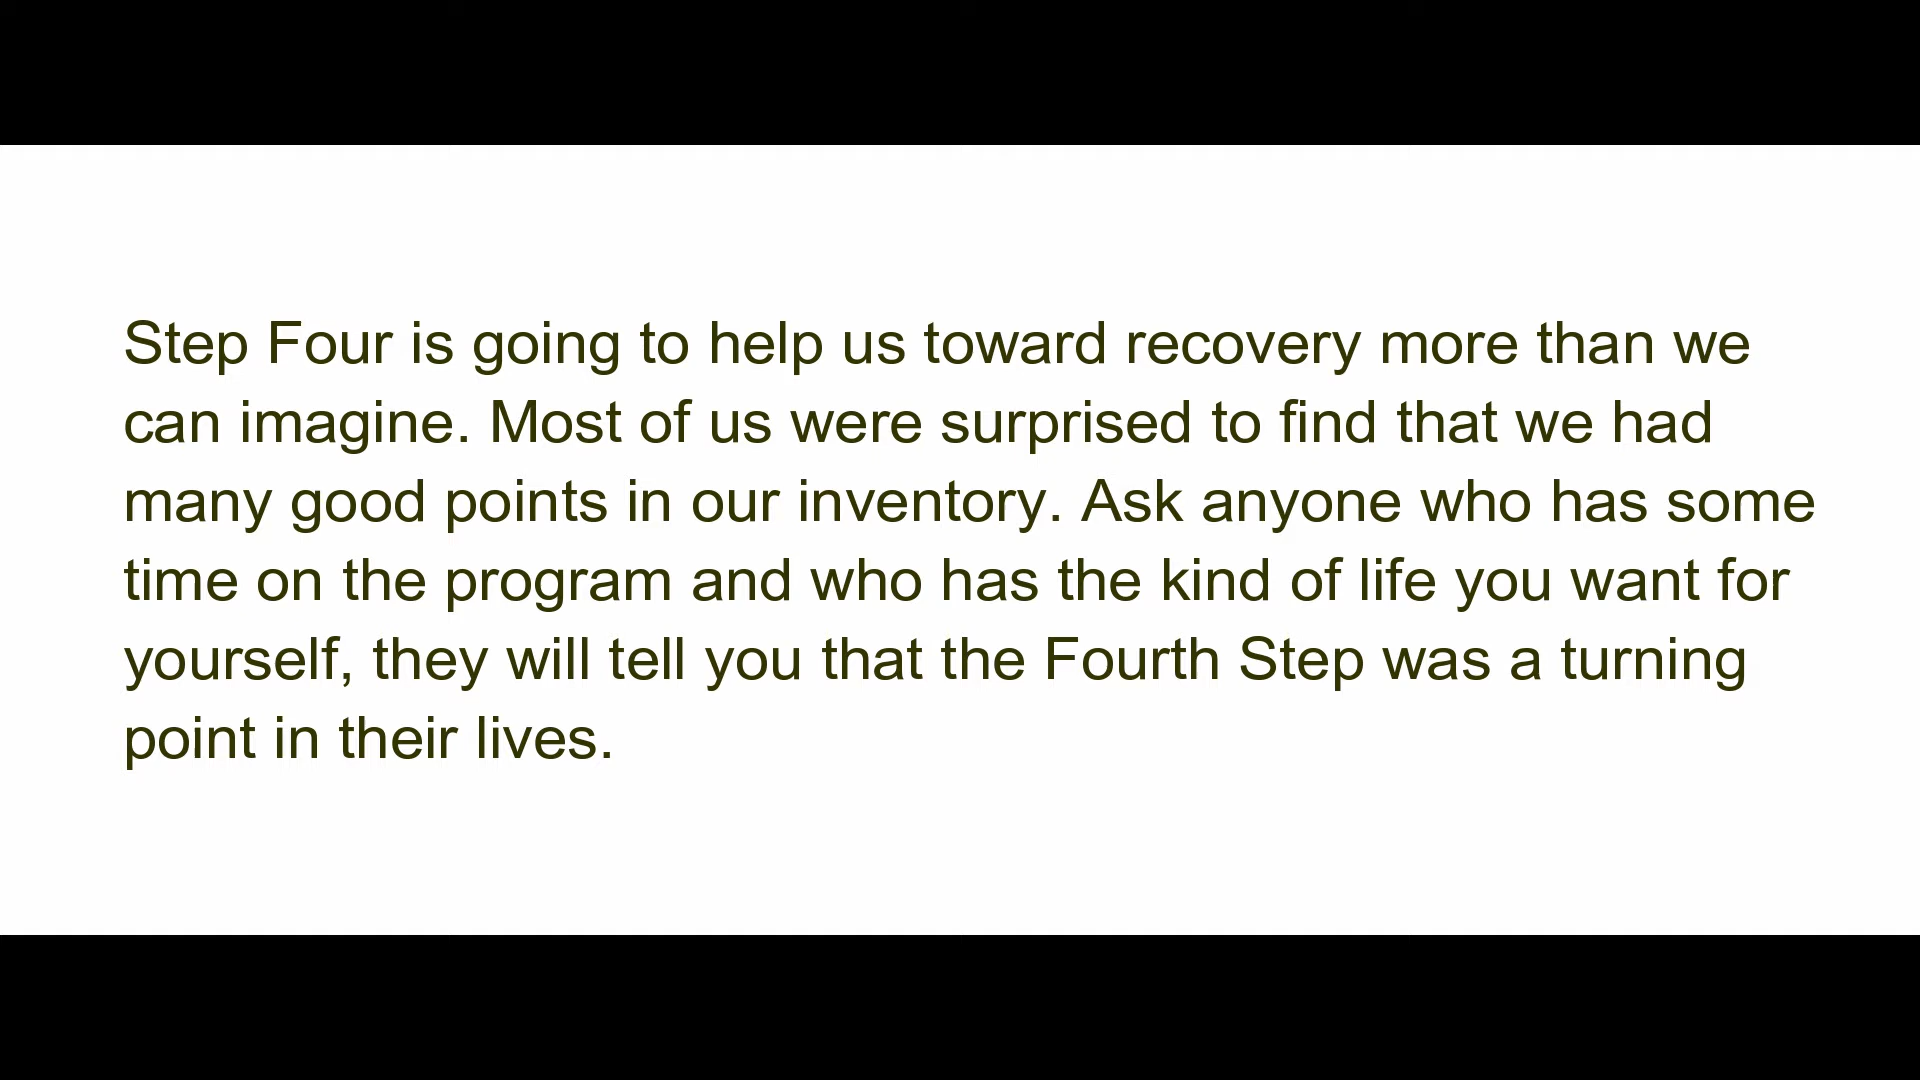 Step Four is going to help us toward recovery more than we
can imagine. Most of us were surprised to find that we had
many good points in our inventory. Ask anyone who has some
time on the program and who has the kind of life you want for
yourself, they will tell you that the Fourth Step was a turning
point in their lives.